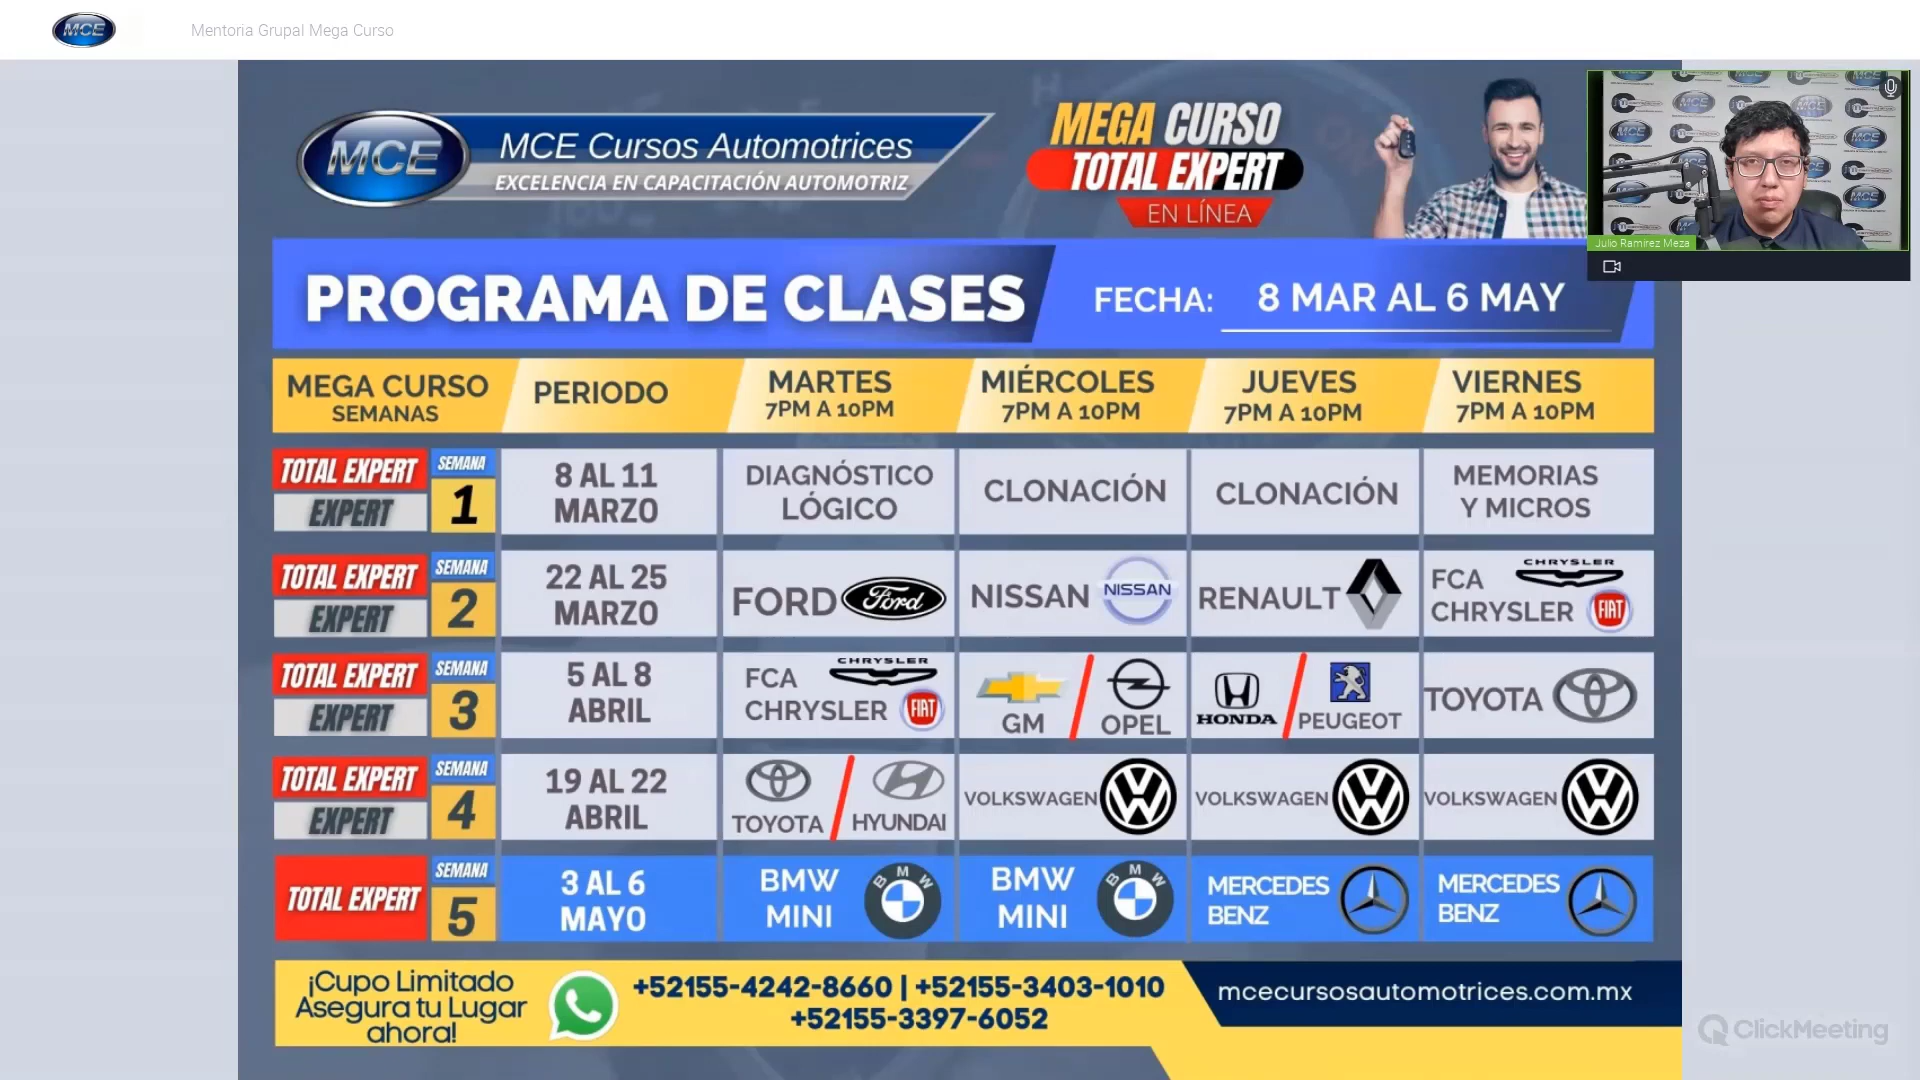 MCE
Mentoria Grupal Mega Curso
MCE
MCE Cursos Automotrices
EXCELENCIA EN CAPACITACIÓN AUTOMOTRIZ
MEGA CURSO
TOTAL EXPERT
EN LÍNEA
Julio Ramirez Meza
PROGRAMA DE CLASES
FECHA: 8 MAR AL 6 MAY
MEGA CURSO
SEMANAS
PERIODO
MARTES
7PM A 10PM
MIÉRCOLES
7PM A 10PM
JUEVES
7PM A 10PM
VIERNES
7PM A 10PM
TOTAL EXPERT
EXPERT
SEMANA
1
8 AL 11
MARZO
DIAGNÓSTICO
LÓGICO
CLONACIÓN
CLONACIÓN
MEMORIAS
Y MICROS
TOTAL EXPERT
EXPERT
SEMANA
2
22 AL 25
MARZO
FORD Ford
NISSAN NISSAN
RENAULT
FCA
CHRYSLER
CHRYSLER
FIAT
TOTAL EXPERT
EXPERT
SEMANA
3
5 AL 8
ABRIL
FCA
CHRYSLER
CHRYSLER
FIAT
GM
OPEL
HONDA
PEUGEOT
TOYOTA
TOTAL EXPERT
EXPERT
SEMANA
4
19 AL 22
ABRIL
TOYOTA
HYUNDAI
VOLKSWAGEN
VOLKSWAGEN
VOLKSWAGEN
TOTAL EXPERT
SEMANA
5
3 AL 6
MAYO
BMW
MINI
BMW
BMW
MINI
BMW
MERCEDES
BENZ
MERCEDES
BENZ
¡Cupo Limitado
Asegura tu Lugar
ahora!
+52155-4242-8660 | +52155-3403-1010
+52155-3397-6052
mcecursosautomotrices.com.mx
ClickMeeting